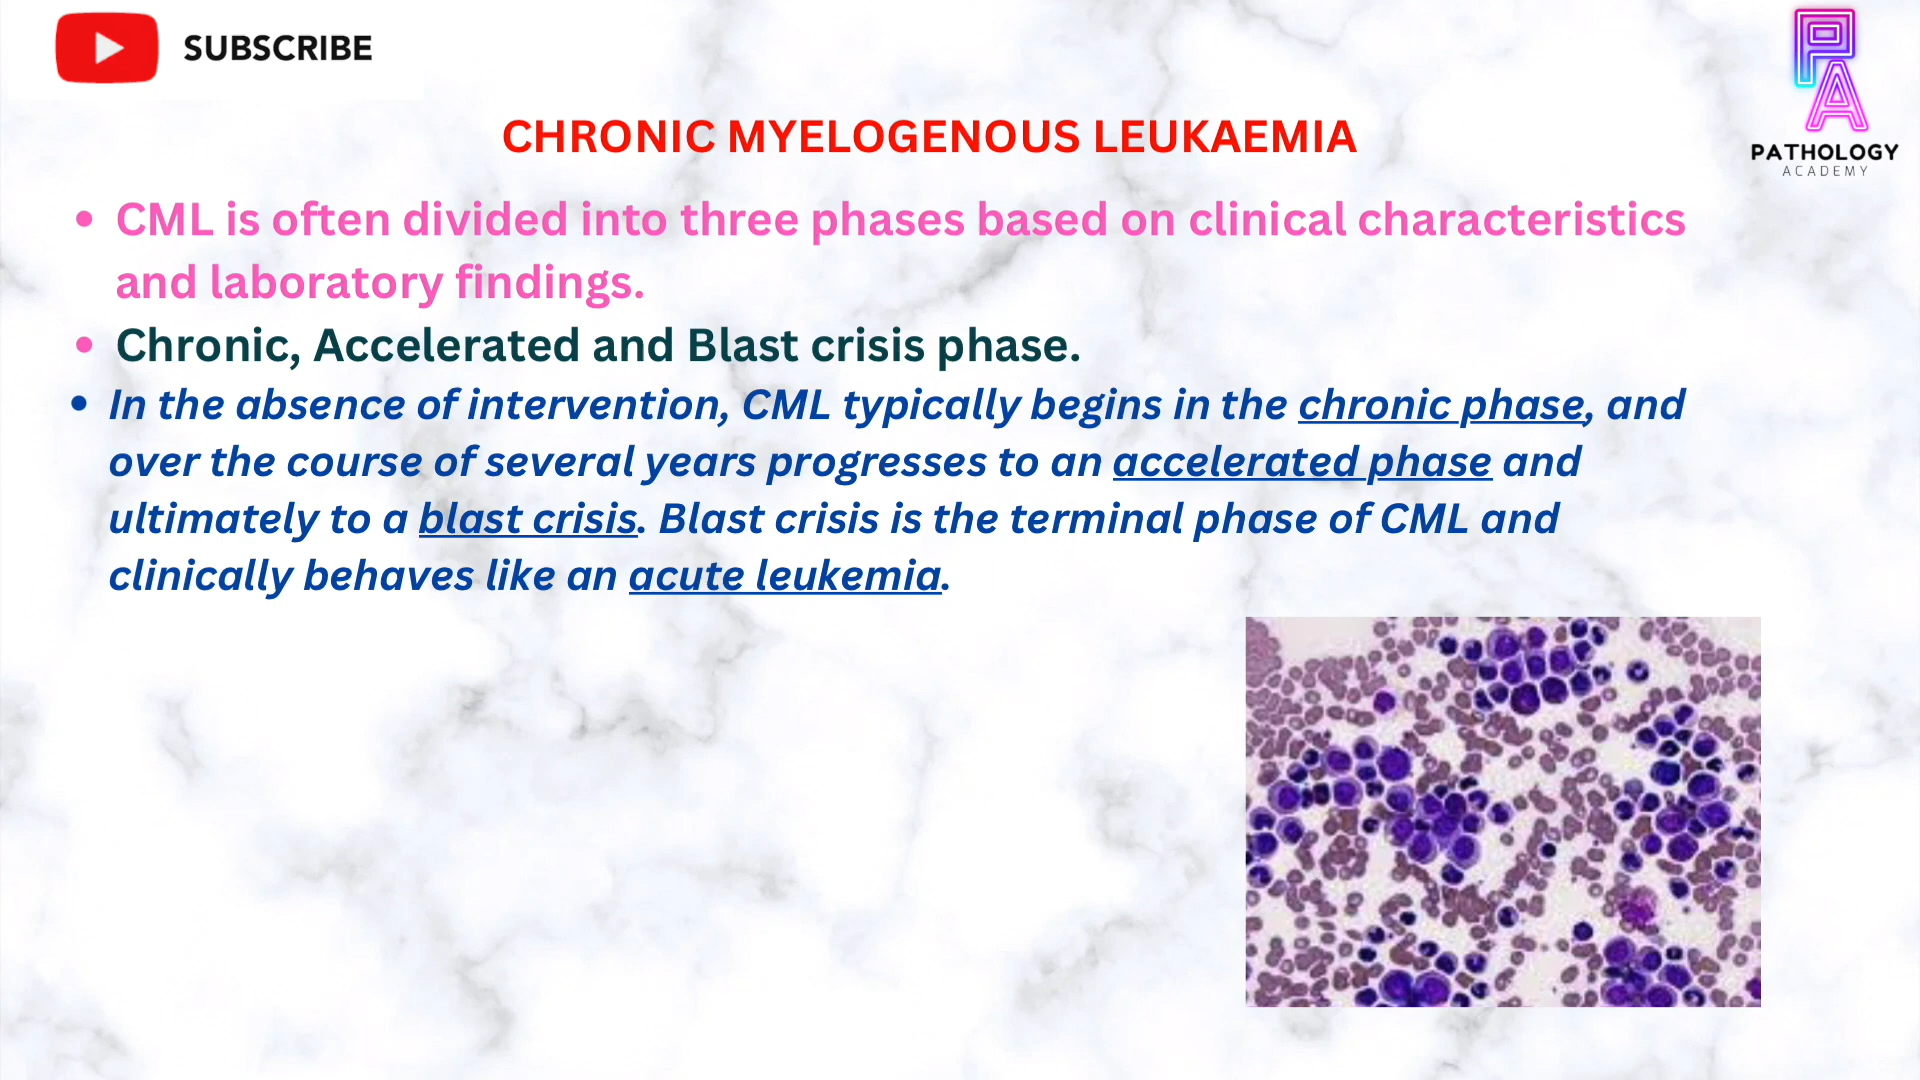 SUBSCRIBE
PATHOLOGY
ACADEMY
CHRONIC MYELOGENOUS LEUKAEMIA
• CML is often divided into three phases based on clinical characteristics
and laboratory findings.
• Chronic, Accelerated and Blast crisis phase.
• In the absence of intervention, CML typically begins in the chronic phase, and
over the course of several years progresses to an accelerated phase and
ultimately to a blast crisis. Blast crisis is the terminal phase of CML and
clinically behaves like an acute leukemia.